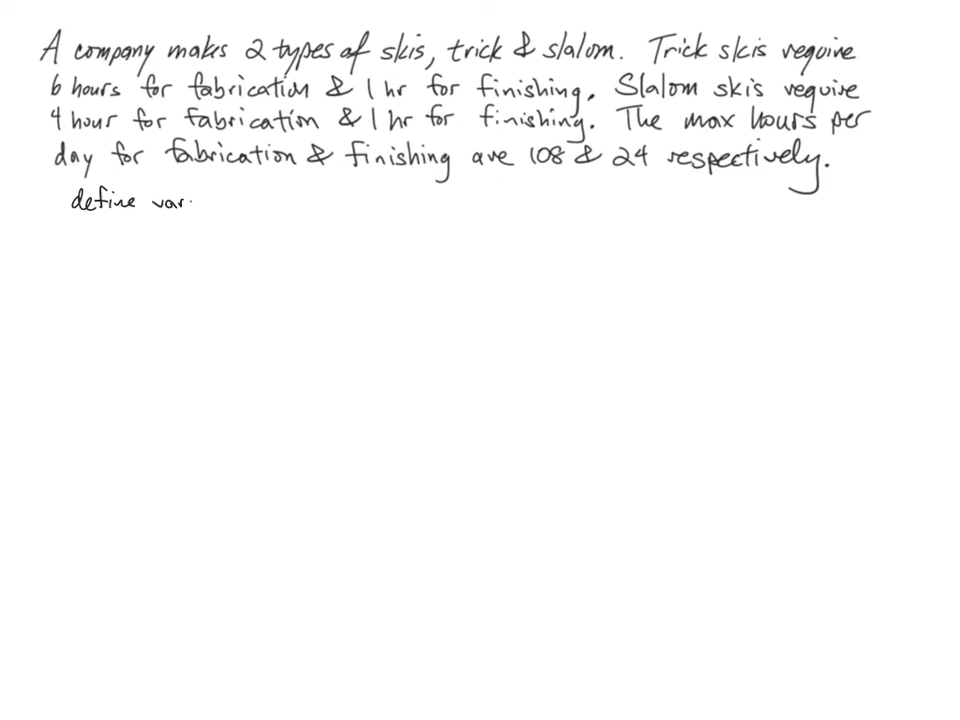 A company makes 2 types of skis, trick & slalom. Trick skis require
6 hours for fabrication & 1 hr for finishing. Slalom skis require
4 hour for fabrication & 1 hr for finishing. The max hours per
day for fabrication & finishing are 108 & 24 respectively.
define var.